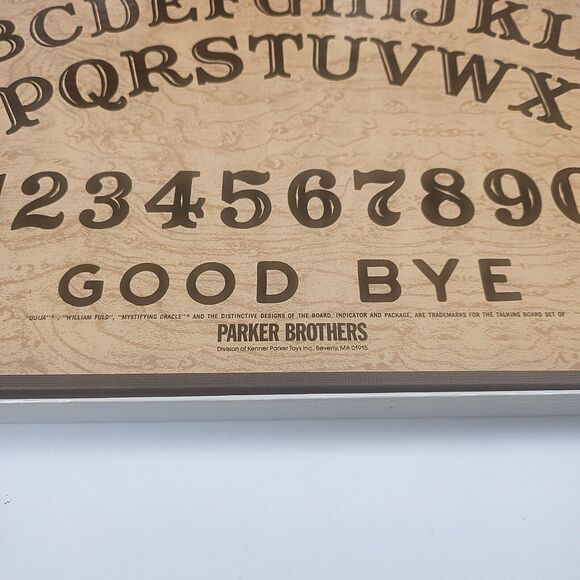 BCDEFGHIJKL
PQRSTUVWX
1234567890
GOOD BYE
"OUIJA"®, "WILLIAM FULD", "MYSTIFYING ORACLE"® AND THE DISTINCTIVE DESIGNS OF THE BOARD, INDICATOR AND PACKAGE, ARE TRADEMARKS FOR THE TALKING BOARD SET OF
PARKER BROTHERS
Division of Kenner Parker Toys Inc., Beverly, MA 01915.